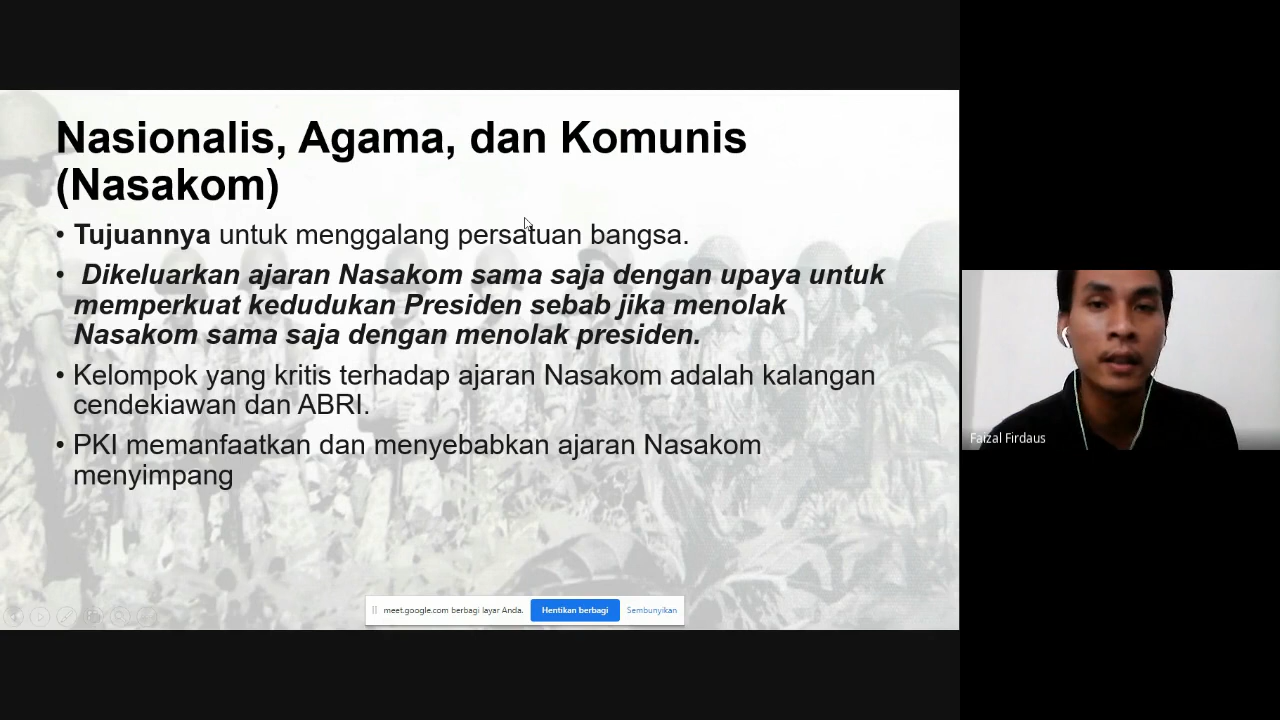 Nasionalis, Agama, dan Komunis
(Nasakom)
• Tujuannya untuk menggalang persatuan bangsa.
• Dikeluarkan ajaran Nasakom sama saja dengan upaya untuk
memperkuat kedudukan Presiden sebab jika menolak
Nasakom sama saja dengan menolak presiden.
• Kelompok yang kritis terhadap ajaran Nasakom adalah kalangan
cendekiawan dan ABRI.
• PKI memanfaatkan dan menyebabkan ajaran Nasakom
menyimpang
meet.google.com berbagi layar Anda. Hentikan berbagi Sembunyikan
Faizal Firdaus